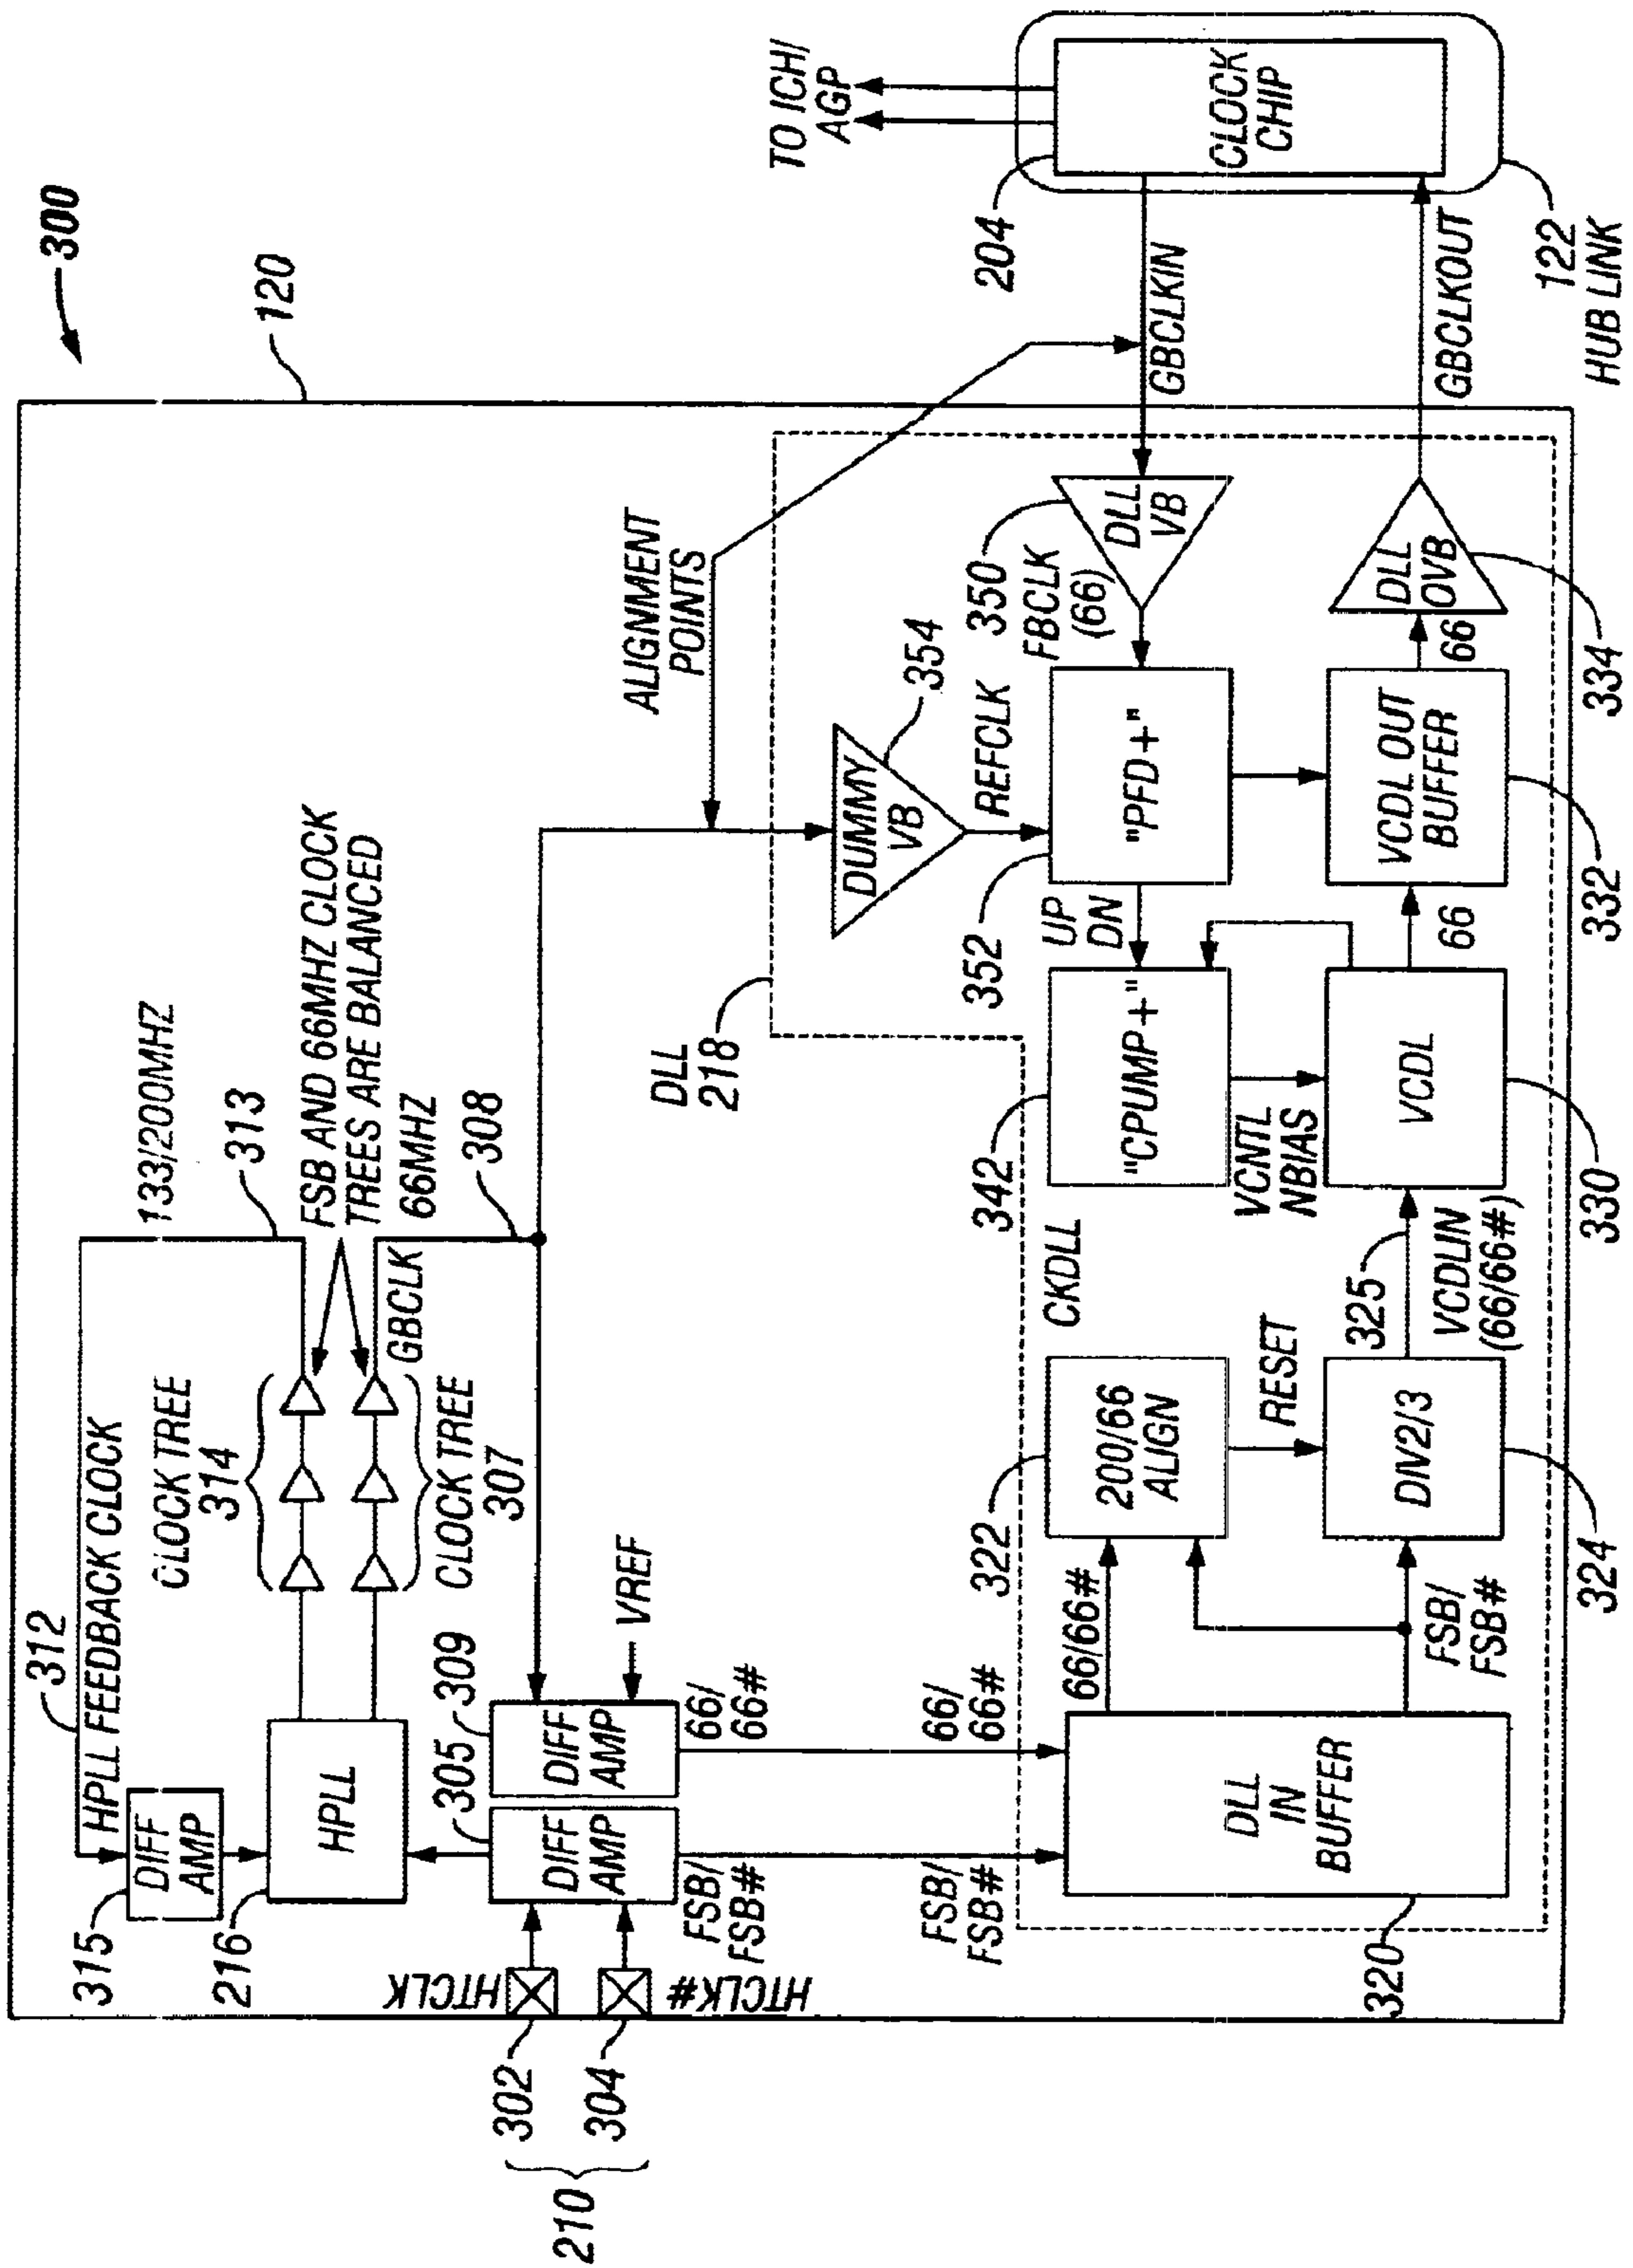 300
120
312
HPLL FEEDBACK CLOCK
133/200MHZ
313
315
DIFF
AMP
CLOCK TREE
314
FSB AND 66MHZ CLOCK
TREES ARE BALANCED
216
HPLL
GBCLK
66MHZ
308
CLOCK TREE
307
HTCLK
302
304
210
HTCLK#
305
DIFF
AMP
309
DIFF
AMP
VREF
FSB/
FSB#
66/
66#
ALIGNMENT
POINTS
TO ICH/
AGP
DLL
218
DUMMY
VB
354
REFCLK
FSB/
FSB#
66/
66#
CKDLL
322
200/66
ALIGN
66/66#
RESET
342
"CPUMP+"
UP
DN
352
"PFD+"
350
FBCLK
(66)
DLL
VB
GBCLKIN
204
CLOCK
CHIP
VCNTL
NBIAS
DLL
IN
BUFFER
320
FSB/
FSB#
DIV2/3
324
325
VCDLIN
(66/66#)
VCDL
330
66
VCDL OUT
BUFFER
332
66
DLL
OVB
334
GBCLKOUT
122
HUB LINK